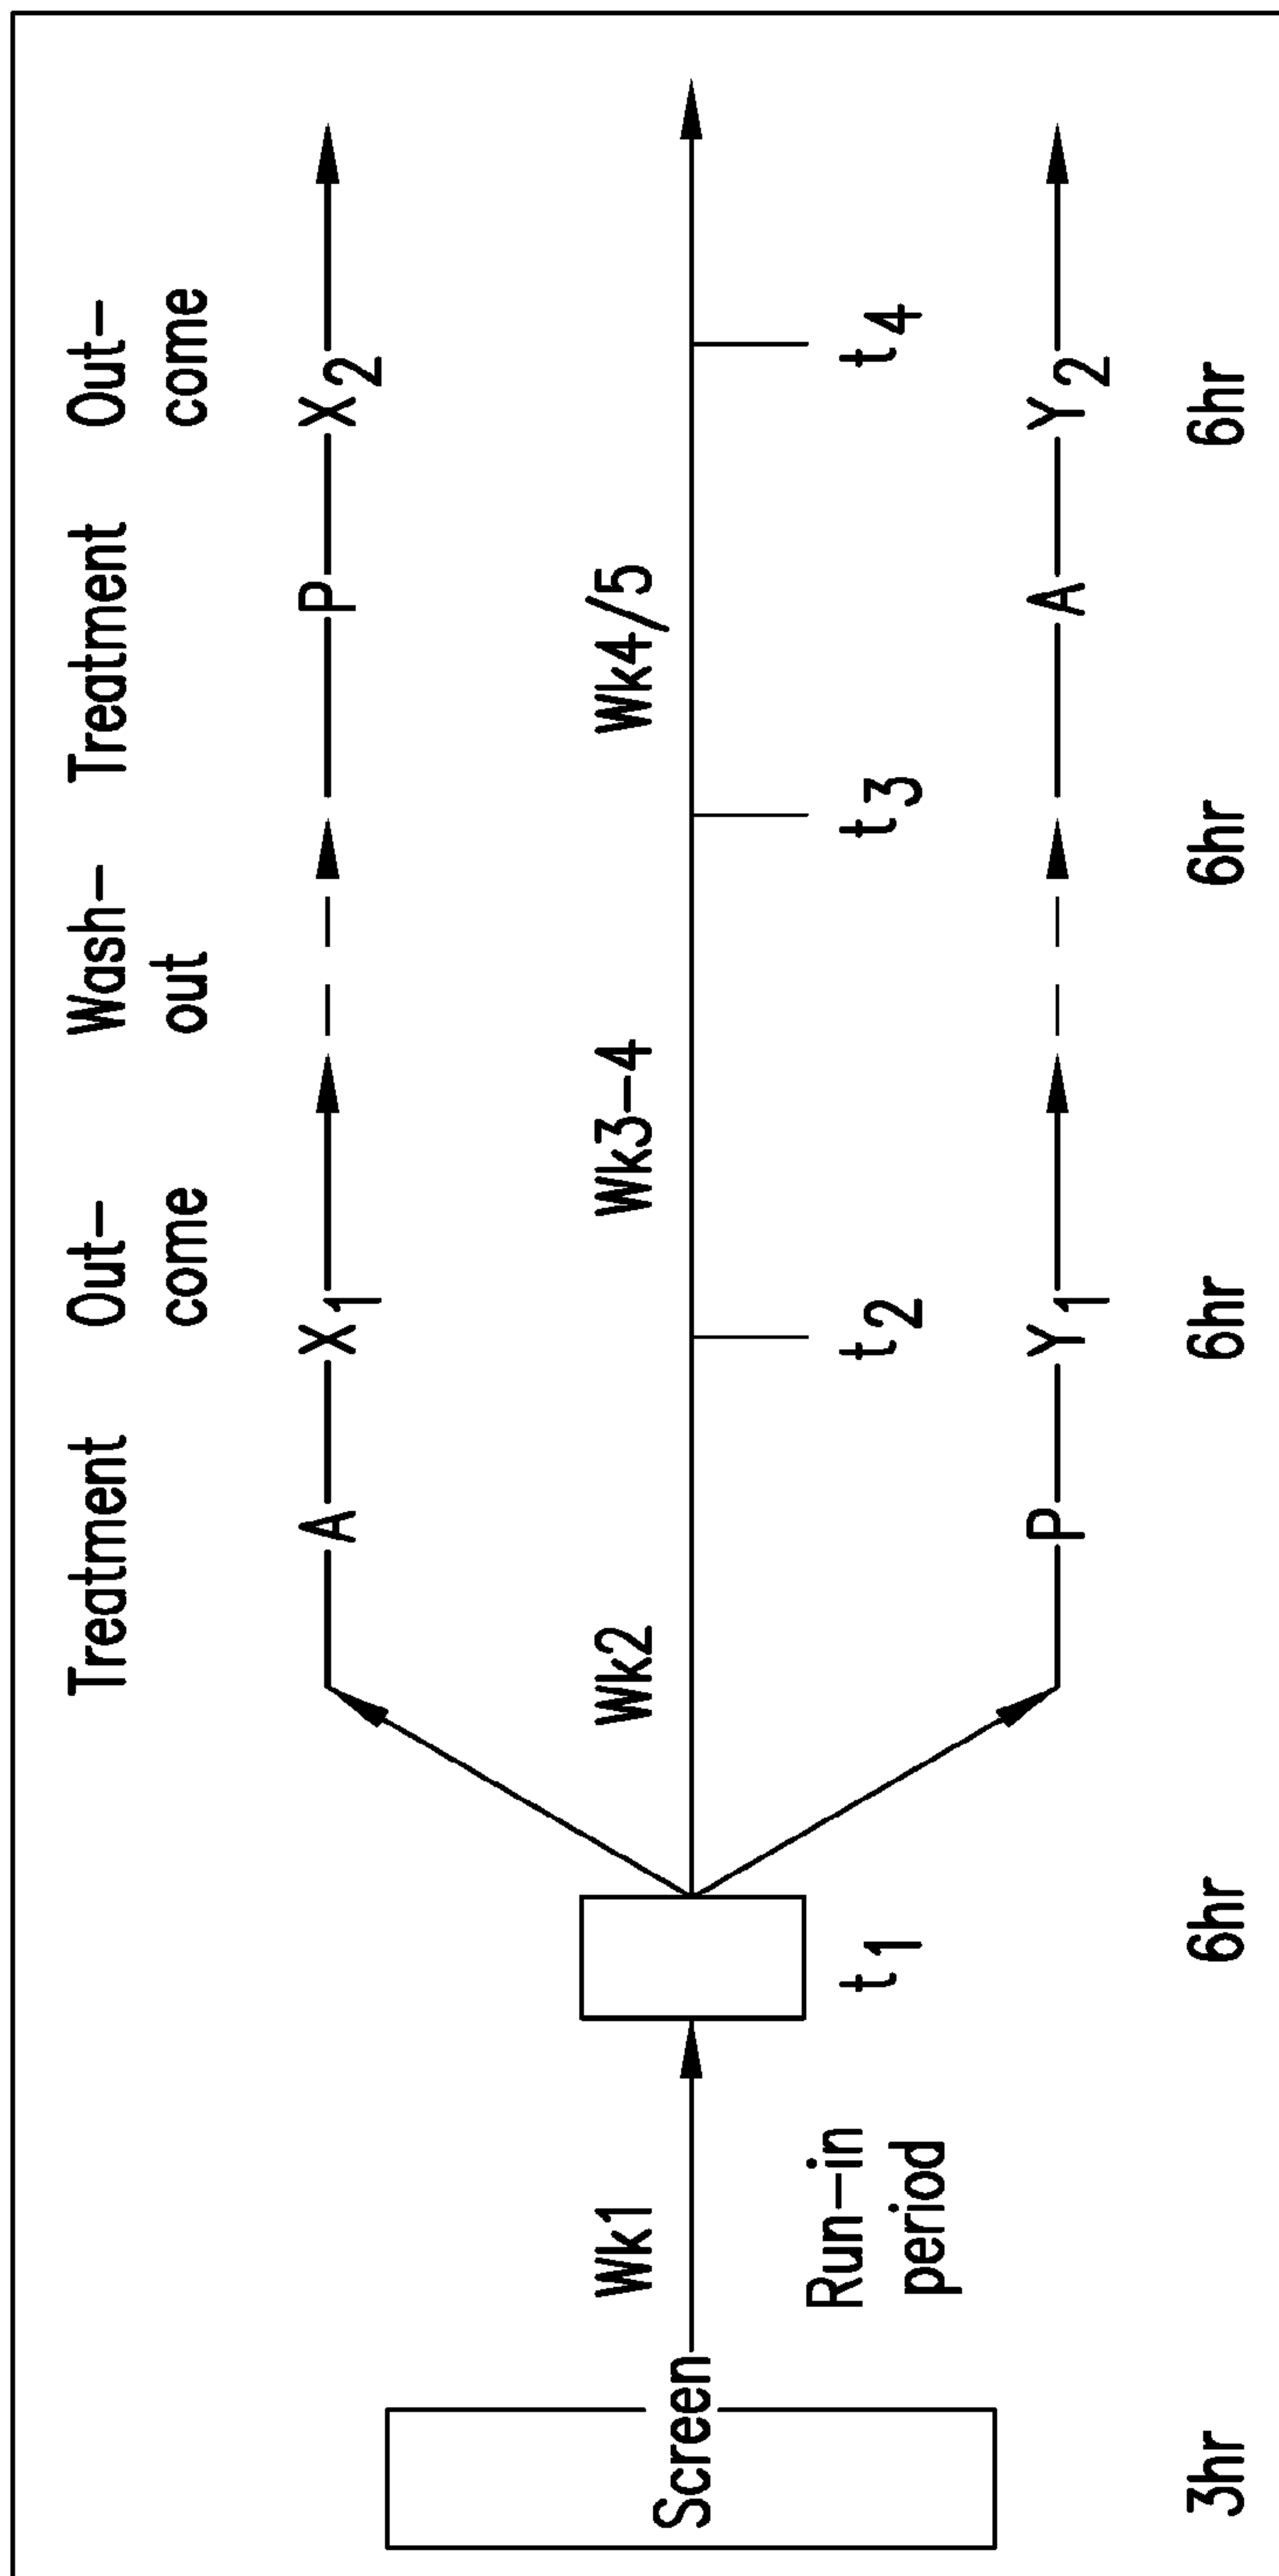 Treatment Out- Wash- Treatment Out-
come out come
A X1 P X2
Wk1 Wk2 Wk3-4 Wk4/5
Screen
Run-in
period
t1 t2 t3 t4
P Y1 A Y2
3hr 6hr 6hr 6hr 6hr